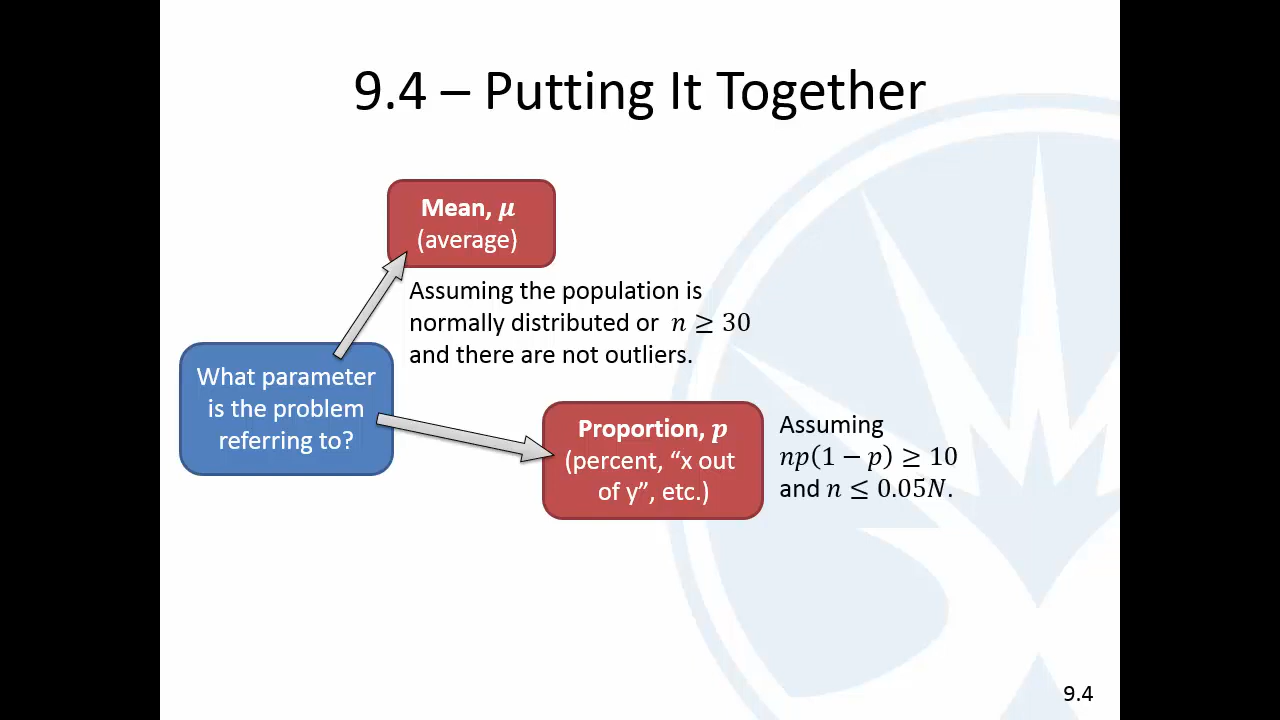 9.4 – Putting It Together
Mean, μ
(average)
Assuming the population is
normally distributed or n ≥ 30
and there are not outliers.
What parameter
is the problem
referring to?
Proportion, p
(percent, “x out
of y”, etc.)
Assuming
np(1 − p) ≥ 10
and n ≤ 0.05N.
9.4